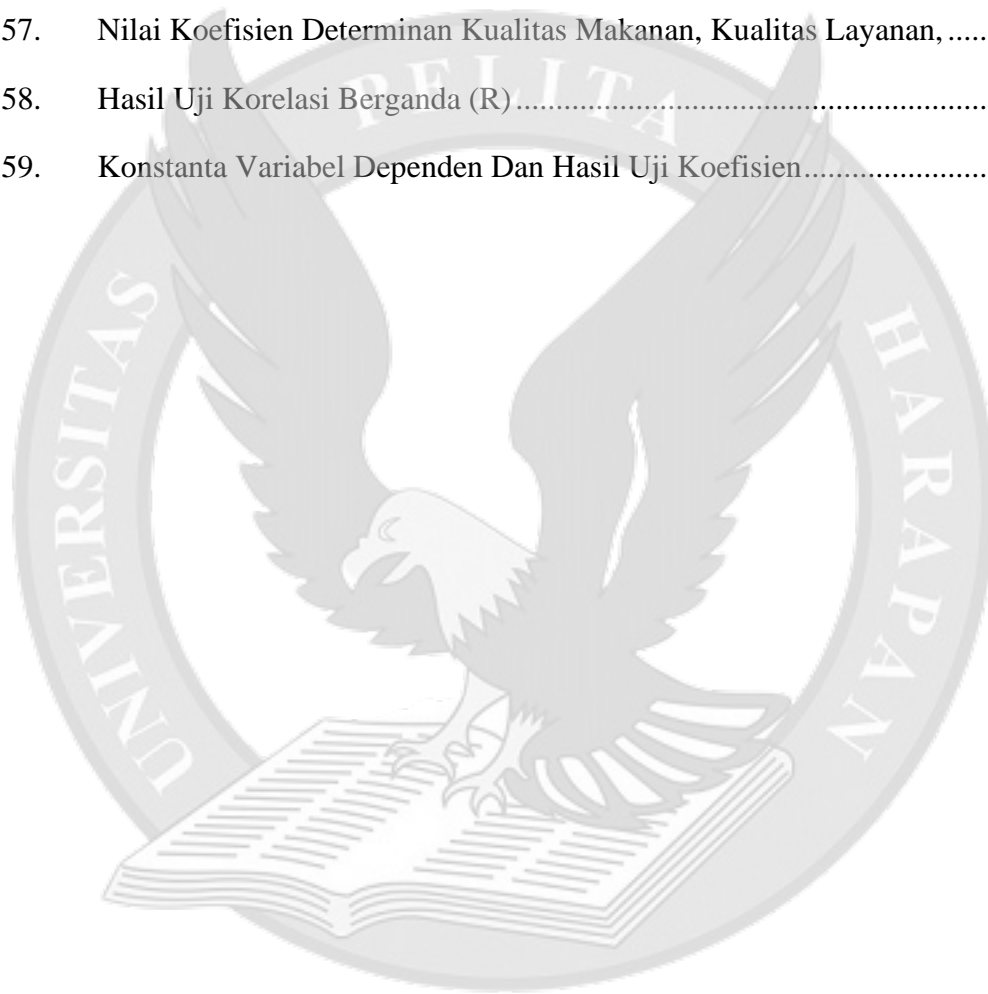 57. Nilai Koefisien Determinan Kualitas Makanan, Kualitas Layanan, .....
58. Hasil Uji Korelasi Berganda (R)..................................................................................
59. Konstanta Variabel Dependen Dan Hasil Uji Koefisien................................
UNIVERSITAS PELITA HARAPAN